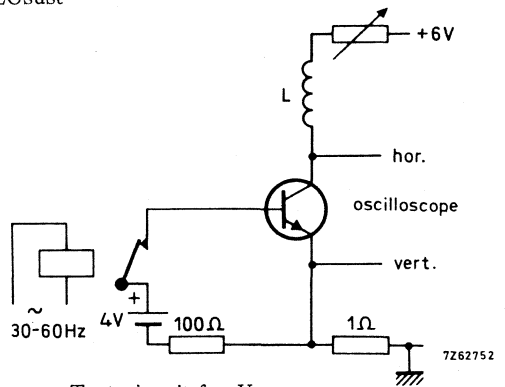 +6V
L
hor.
oscilloscope
vert.
+
4V
100Ω
1Ω
~
30-60Hz
7Z62752